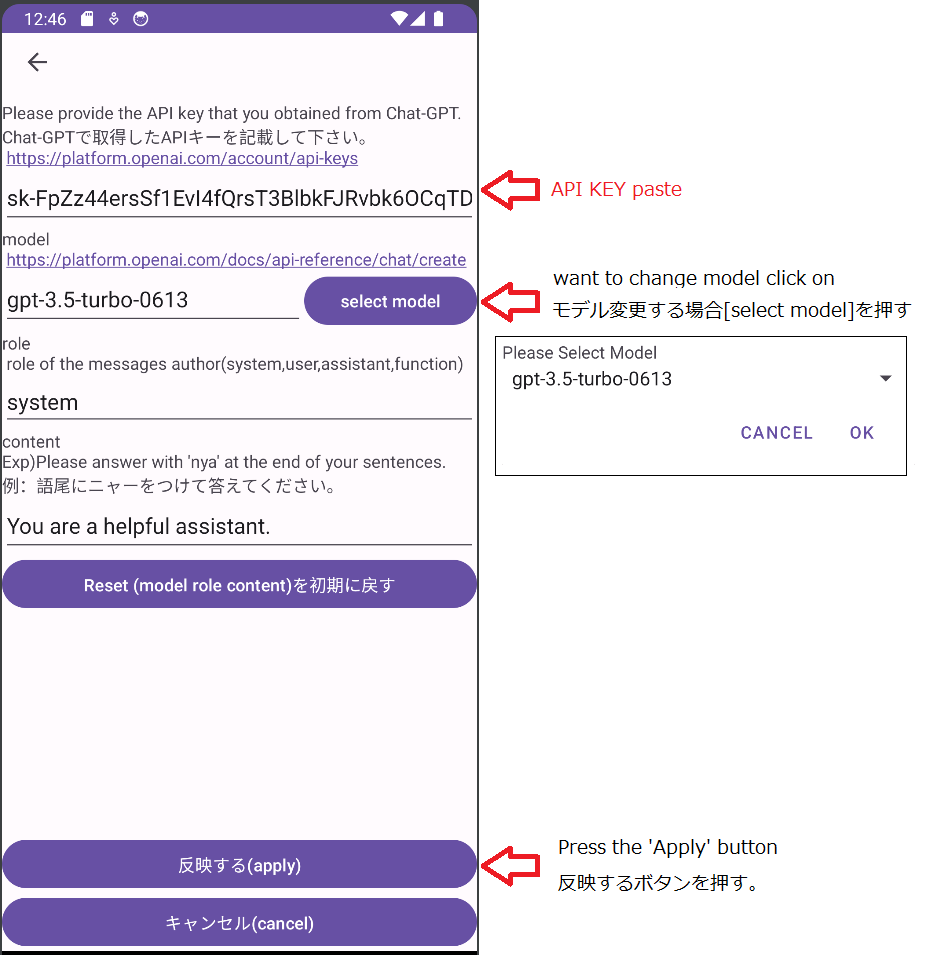 12:46
Please provide the API key that you obtained from Chat-GPT.
Chat-GPTで取得したAPIキーを記載して下さい。
https://platform.openai.com/account/api-keys
sk-FpZz44ersSf1EvI4fQrsT3BlbkFJRvbk6OCqTD
API KEY paste
model
https://platform.openai.com/docs/api-reference/chat/create
gpt-3.5-turbo-0613
select model
want to change model click on
モデル変更する場合[select model]を押す
Please Select Model
gpt-3.5-turbo-0613
CANCEL OK
role
role of the messages author(system,user,assistant,function)
system
content
Exp)Please answer with 'nya' at the end of your sentences.
例：語尾にニャーをつけて答えてください。
You are a helpful assistant.
Reset (model role content)を初期に戻す
反映する(apply)
Press the 'Apply' button
反映するボタンを押す。
キャンセル(cancel)